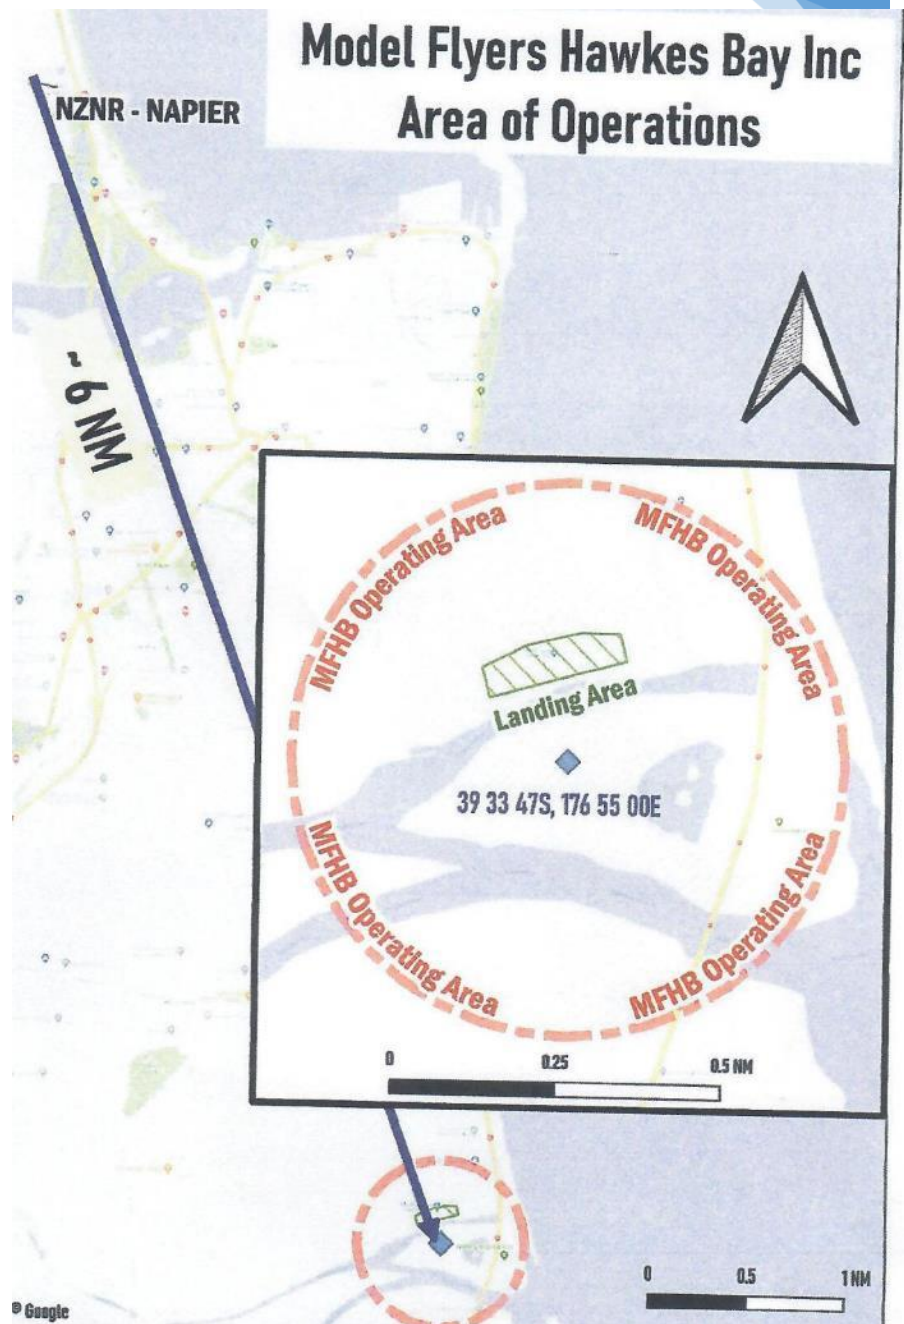 Model Flyers Hawkes Bay Inc
Area of Operations
NZNR - NAPIER
~ 6 NM
MFHB Operating Area
MFHB Operating Area
Landing Area
39 33 47S, 176 55 00E
MFHB Operating Area
MFHB Operating Area
0 0.25 0.5 NM
0 0.5 1 NM
© Google